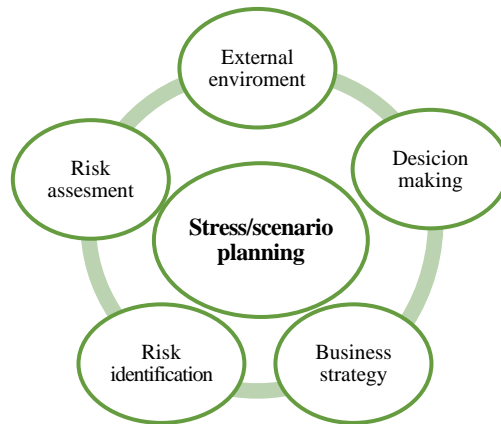 External
enviroment
Desicion
making
Risk
assesment
Stress/scenario
planning
Risk
identification
Business
strategy